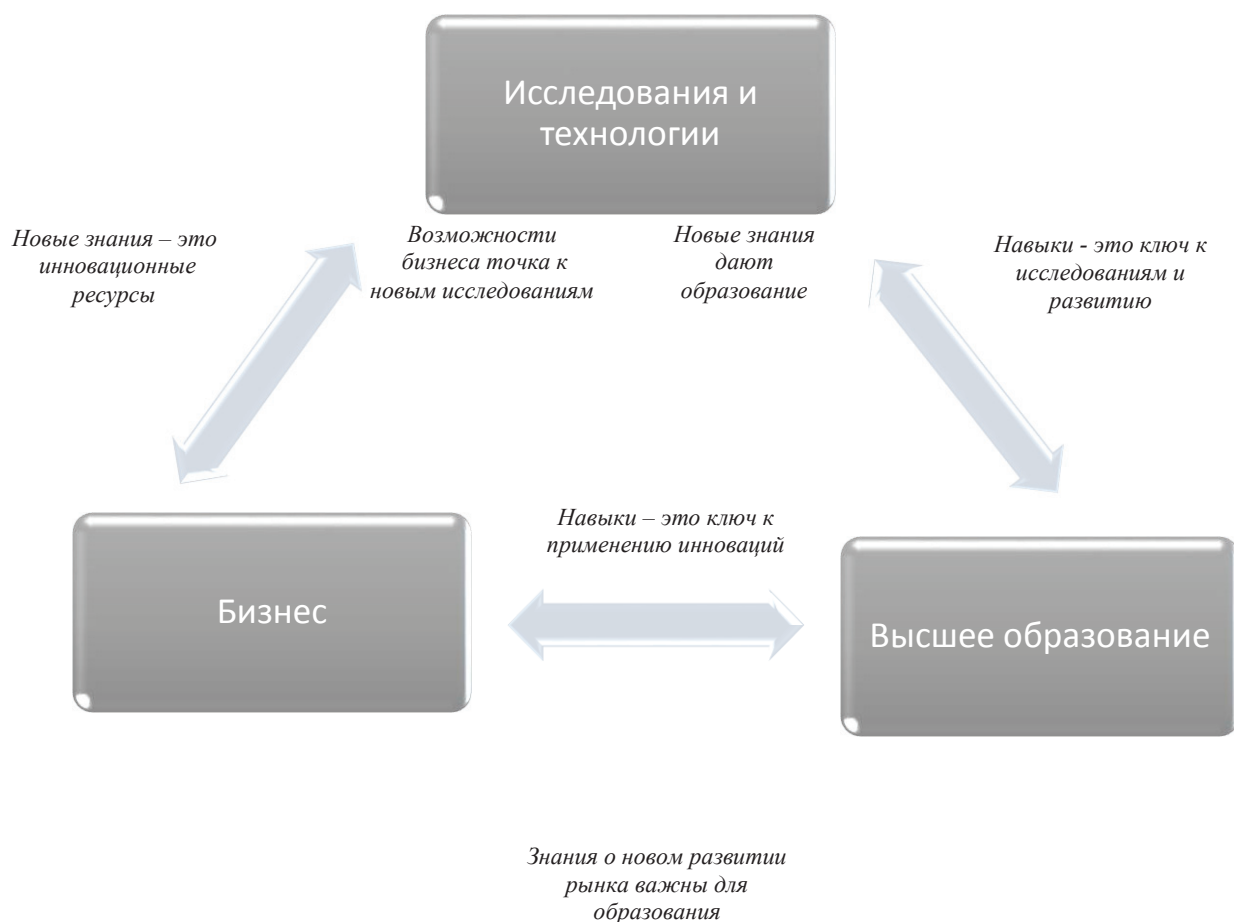 Исследования и
технологии
Новые знания – это
инновационные
ресурсы
Возможности
бизнеса точка к
новым исследованиям
Новые знания
дают
образование
Навыки - это ключ к
исследованиям и
развитию
Бизнес
Навыки – это ключ к
применению инноваций
Высшее образование
Знания о новом развитии
рынка важны для
образования